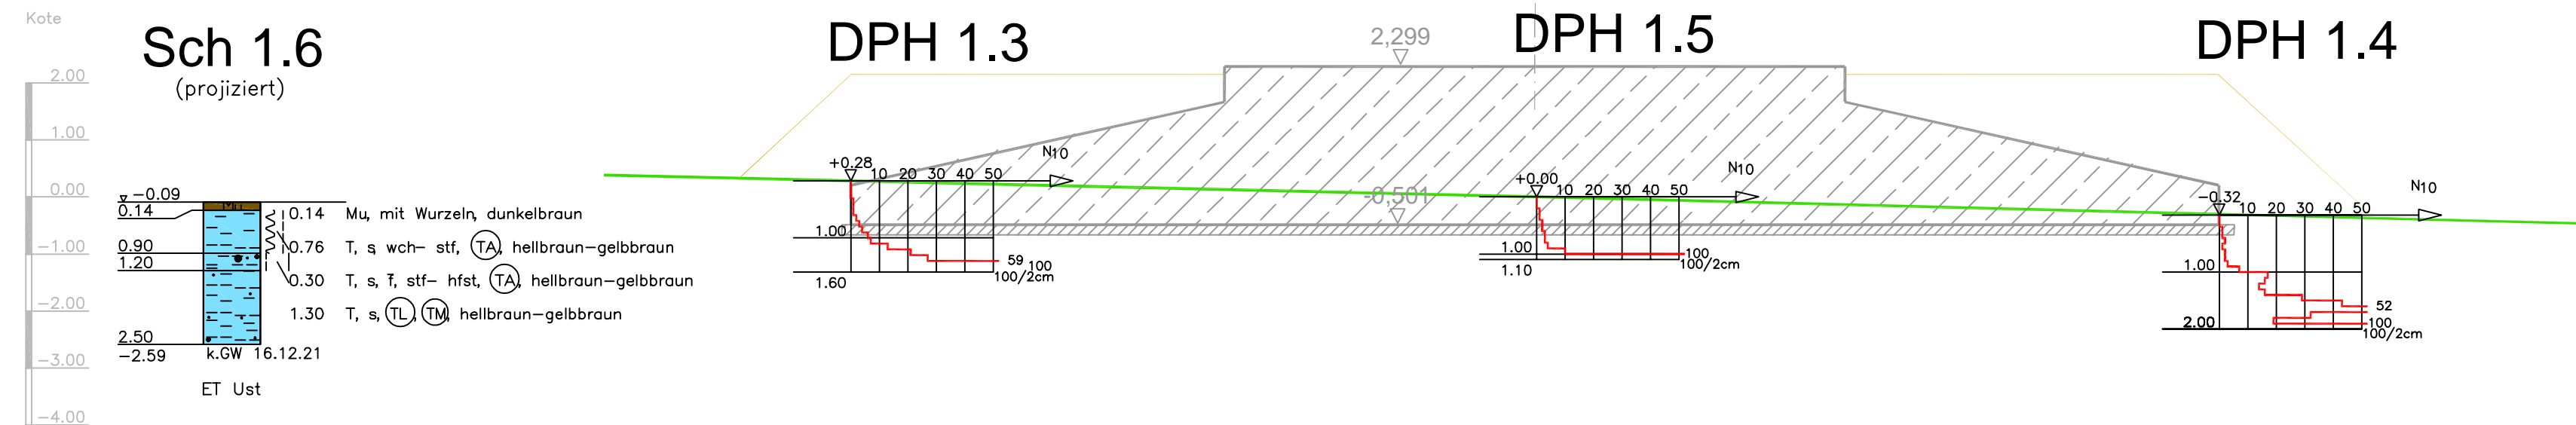 Kote
2.00
1.00
0.00
-1.00
-2.00
-3.00
-4.00
Sch 1.6
(projiziert)
-0.09
0.14
0.90
1.20
2.50
-2.59
Mu
k.GW 16.12.21
ET Ust
0.14 Mu, mit Wurzeln, dunkelbraun
0.76 T, s, wch- stf, TA, hellbraun-gelbbraun
0.30 T, s, f, stf- hfst, TA, hellbraun-gelbbraun
1.30 T, s, TL, TM, hellbraun-gelbbraun
DPH 1.3
+0.28
10 20 30 40 50
N10
1.00
1.60
59
100
100/2cm
2,299
-0,501
DPH 1.5
+0.00
10 20 30 40 50
N10
1.00
1.10
100
100/2cm
DPH 1.4
-0.32
10 20 30 40 50
N10
1.00
2.00
52
100
100/2cm